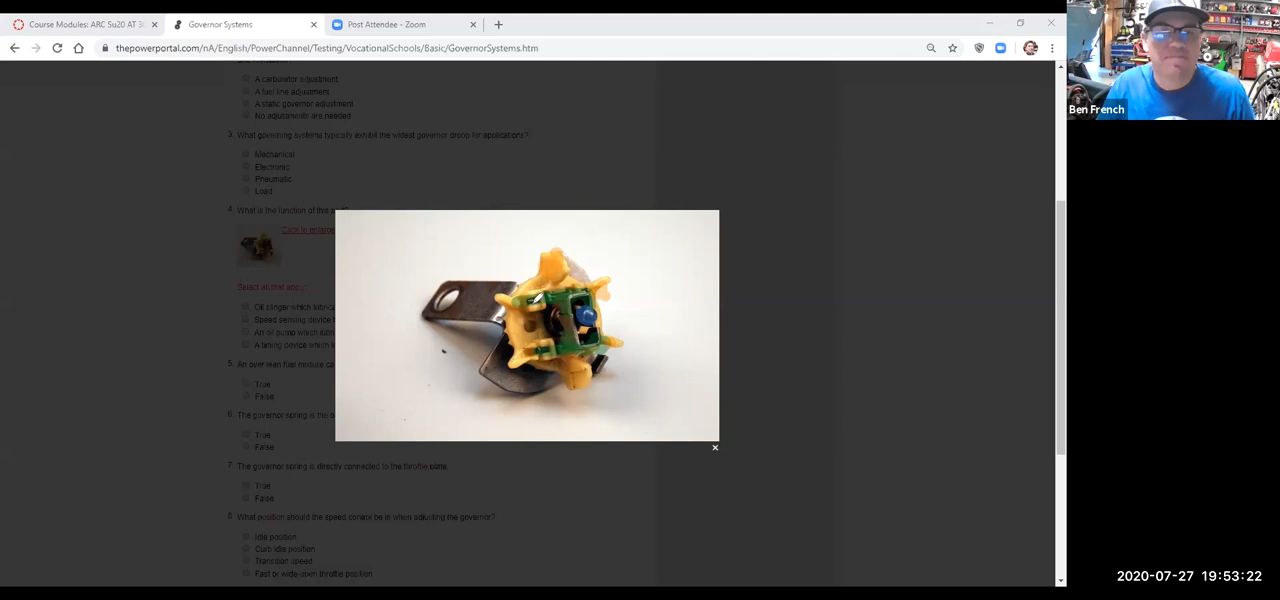 Course Modules: ARC Su20 AT 3
Governor Systems
Post Attendee - Zoom
thepowerportal.com/nA/English/PowerChannel/Testing/VocationalSchools/Basic/GovernorSystems.htm
Ben French
A carburetor adjustment
A fuel line adjustment
A static governor adjustment
No adjustments are needed
3. What governing systems typically exhibit the widest governor droop for applications?
Mechanical
Electronic
Pneumatic
Load
4. What is the function of this
Click to enlarge
Select all that
Oil slinger which
Speed sensing device
An oil pump which
A timing device which
5. An over lean fuel mixture
True
False
6. The governor spring is the
True
False
7. The governor spring is directly connected to the throttle plate.
True
False
8. What position should the speed control be in when adjusting the governor?
Idle position
Curb idle position
Transition speed
Fast or wide-open throttle position
2020-07-27 19:53:22